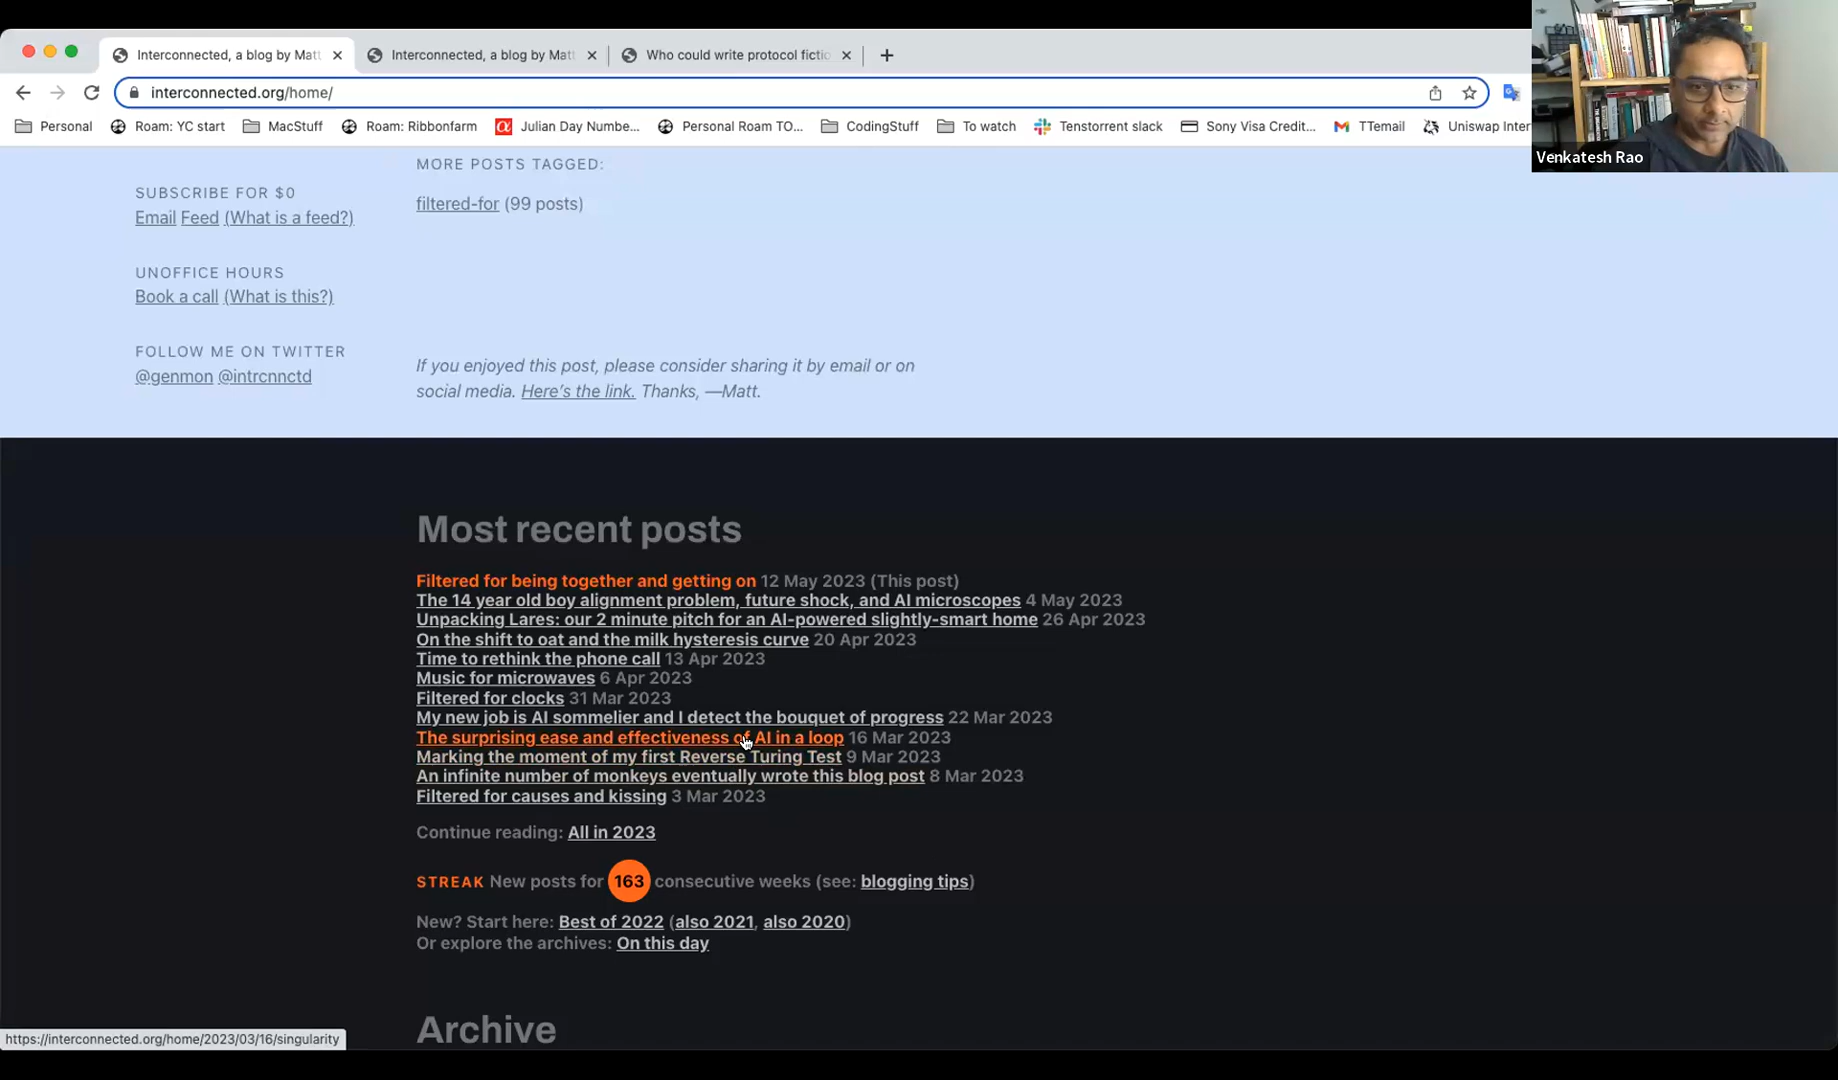 Interconnected, a blog by Matt
Interconnected, a blog by Matt
Who could write protocol fictio
interconnected.org/home/
Personal
Roam: YC start
MacStuff
Roam: Ribbonfarm
Julian Day Numbe...
Personal Roam TO...
CodingStuff
To watch
Tenstorrent slack
Sony Visa Credit...
TTemail
Uniswap Inter
Venkatesh Rao
MORE POSTS TAGGED:
filtered-for (99 posts)
SUBSCRIBE FOR $0
Email Feed (What is a feed?)
UNOFFICE HOURS
Book a call (What is this?)
FOLLOW ME ON TWITTER
@genmon @intrcnnctd
If you enjoyed this post, please consider sharing it by email or on
social media. Here’s the link. Thanks, —Matt.
Most recent posts
Filtered for being together and getting on 12 May 2023 (This post)
The 14 year old boy alignment problem, future shock, and AI microscopes 4 May 2023
Unpacking Lares: our 2 minute pitch for an AI-powered slightly-smart home 26 Apr 2023
On the shift to oat and the milk hysteresis curve 20 Apr 2023
Time to rethink the phone call 13 Apr 2023
Music for microwaves 6 Apr 2023
Filtered for clocks 31 Mar 2023
My new job is AI sommelier and I detect the bouquet of progress 22 Mar 2023
The surprising ease and effectiveness of AI in a loop 16 Mar 2023
Marking the moment of my first Reverse Turing Test 9 Mar 2023
An infinite number of monkeys eventually wrote this blog post 8 Mar 2023
Filtered for causes and kissing 3 Mar 2023
Continue reading: All in 2023
STREAK New posts for 163 consecutive weeks (see: blogging tips)
New? Start here: Best of 2022 (also 2021, also 2020)
Or explore the archives: On this day
Archive
https://interconnected.org/home/2023/03/16/singularity